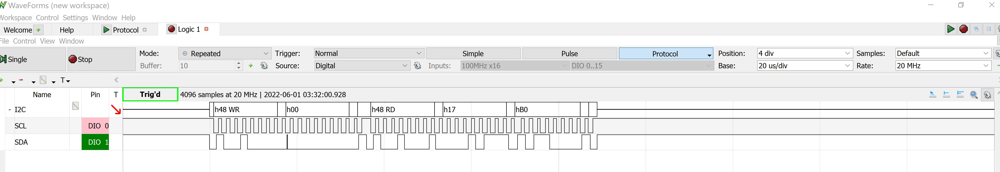 WaveForms (new workspace)
Workspace Control Settings Window Help
Welcome Help Protocol Logic 1
File Control View Window
Single Stop Mode: Repeated Trigger: Normal Simple Pulse Protocol Position: 4 div Samples: Default
Buffer: 10 Source: Digital Inputs: 100MHz x16 DIO 0..15 Base: 20 us/div Rate: 20 MHz
T
Name Pin T Trig'd 4096 samples at 20 MHz | 2022-06-01 03:32:00.928
- I2C h48 WR h00 h48 RD h17 hB0
SCL DIO 0
SDA DIO 1